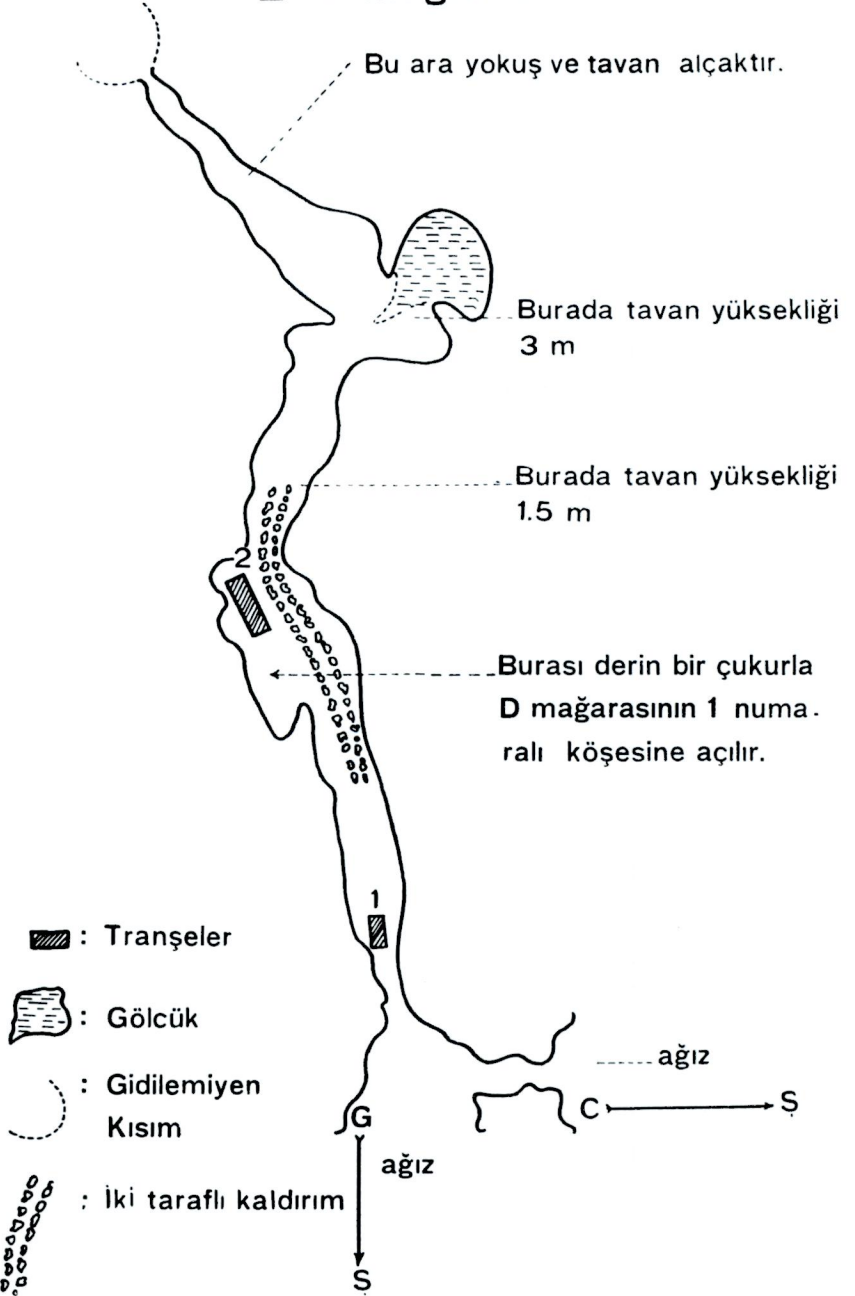 Bu ara yokuş ve tavan alçaktır.
Burada tavan yüksekliği
3 m
Burada tavan yüksekliği
1.5 m
2
Burası derin bir çukurla
D mağarasının 1 numa.
ralı köşesine açılır.
1
: Tranşeler
: Gölcük
: Gidilemiyen
Kısım
: İki taraflı kaldırım
ağız
C Ş
G
ağız
Ş